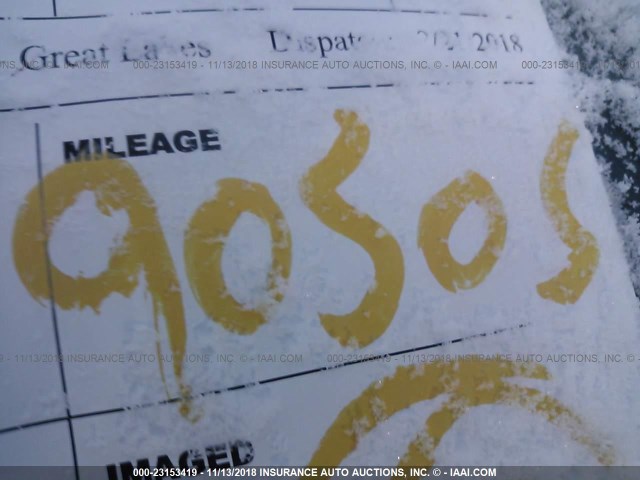 Great Lakes Dispatch 2018
000-23153419 - 11/13/2018 INSURANCE AUTO AUCTIONS, INC. © - IAAI.COM
MILEAGE
90505
000-23153419 - 11/13/2018 INSURANCE AUTO AUCTIONS, INC. © - IAAI.COM
IMAGED
000-23153419 - 11/13/2018 INSURANCE AUTO AUCTIONS, INC. © - IAAI.COM